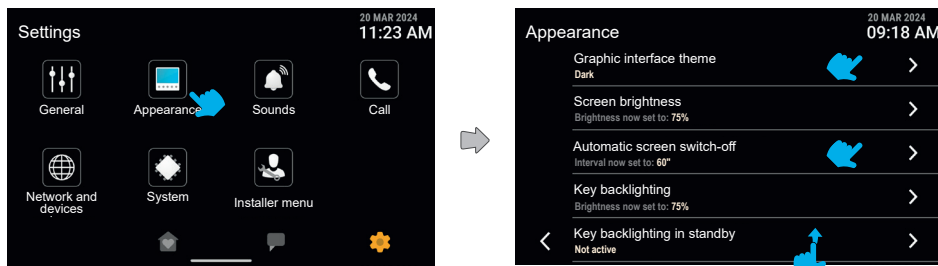 Settings
20 MAR 2024
11:23 AM
General
Appearance
Sounds
Call
Network and
devices
System
Installer menu
Appearance
20 MAR 2024
09:18 AM
Graphic interface theme
Dark
Screen brightness
Brightness now set to: 75%
Automatic screen switch-off
Interval now set to: 60"
Key backlighting
Brightness now set to: 75%
Key backlighting in standby
Not active